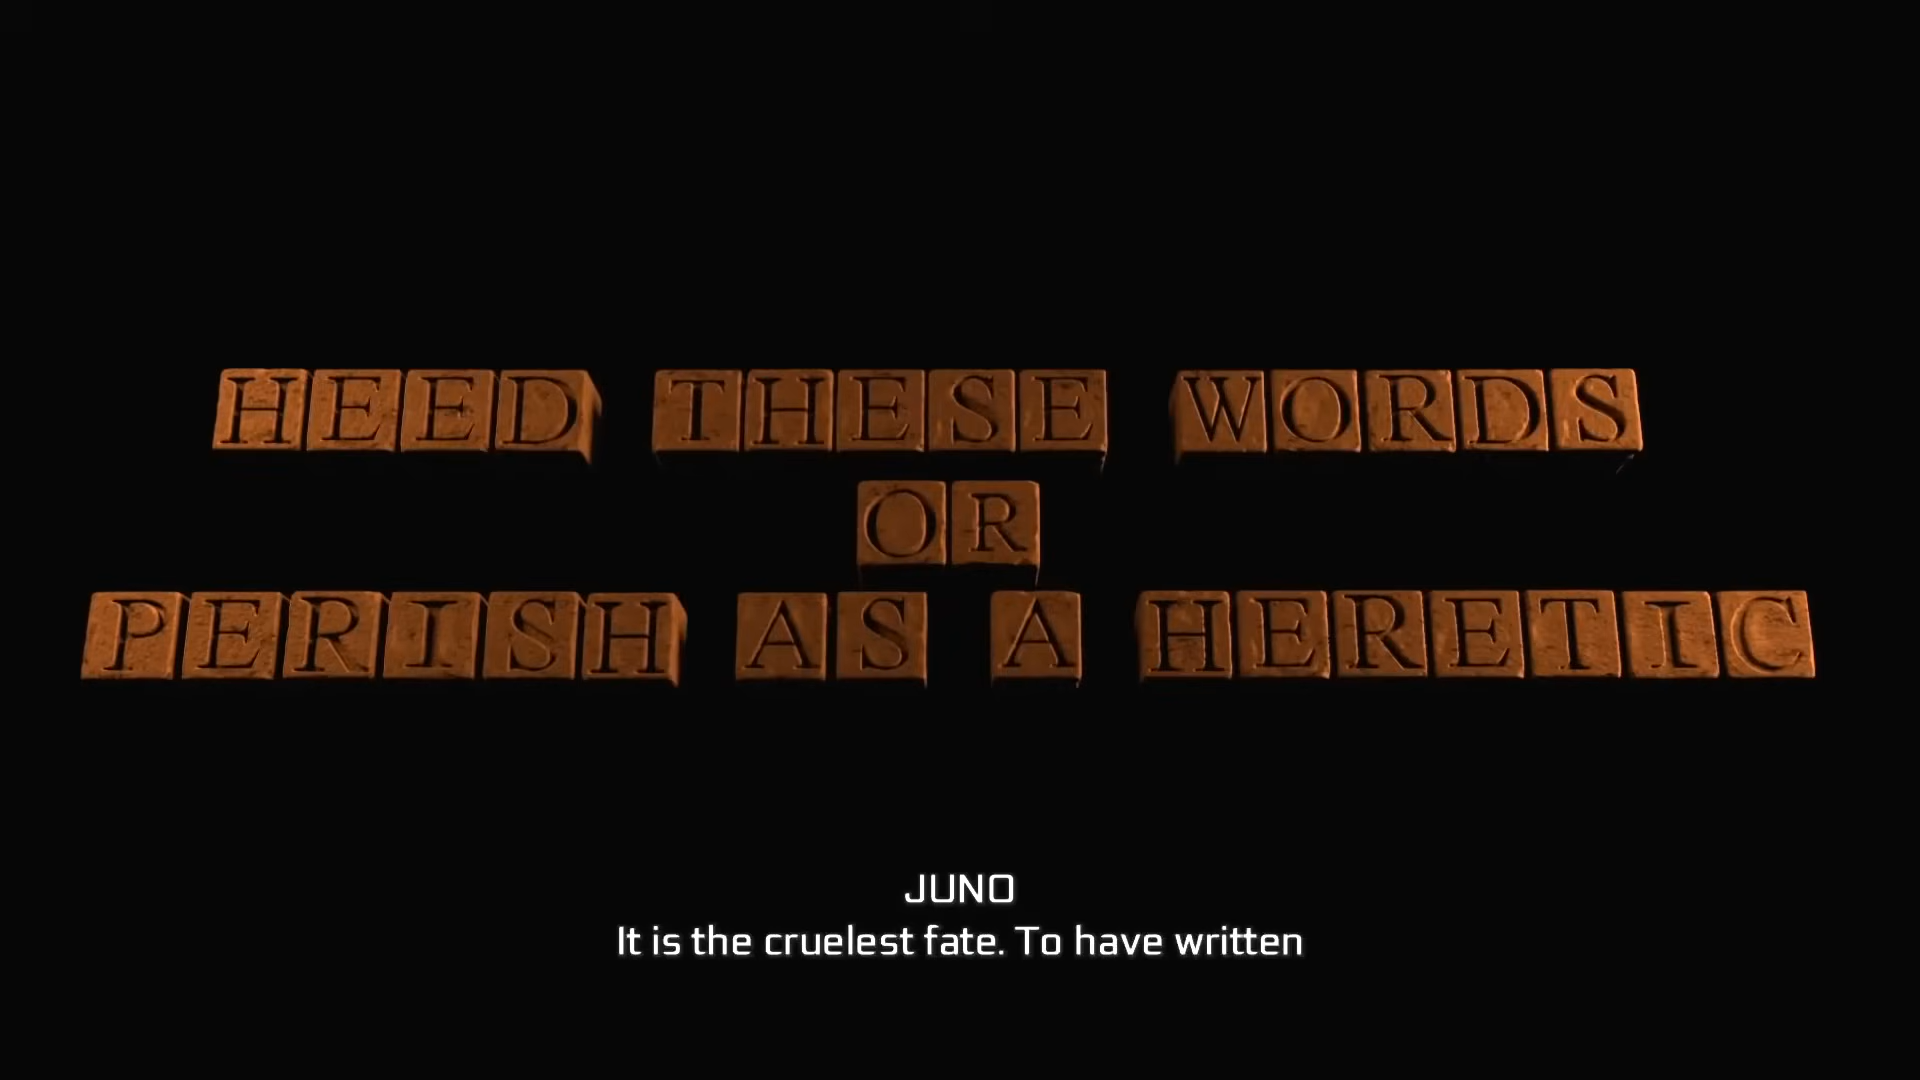 HEED THESE WORDS
OR
PERISH AS A HERETIC
JUNO
It is the cruelest fate. To have written